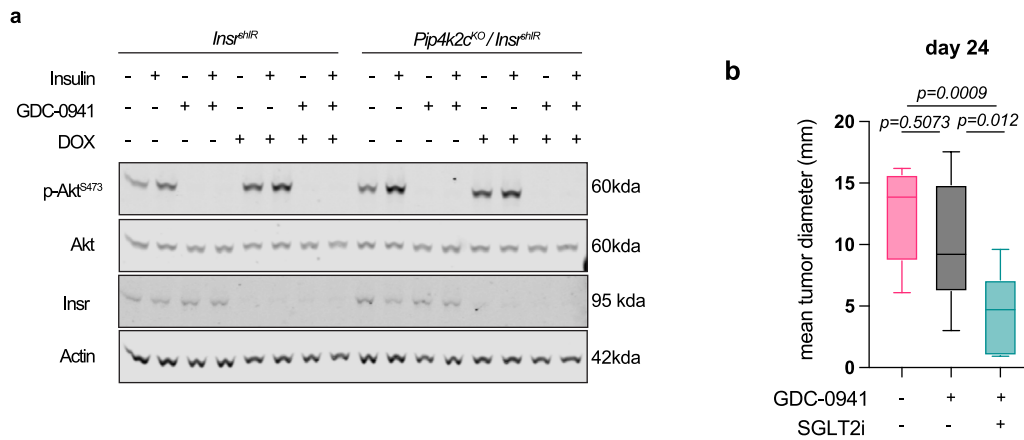 a
Insr^shIR Pip4k2c^KO / Insr^shIR
Insulin - + - + - + - + - + - + - + - +
GDC-0941 - - + + - - + + - - + + - - + +
DOX - - - - + + + + - - - - + + + +
p-Akt^S473 60kda
Akt 60kda
Insr 95 kda
Actin 42kda
b
day 24
p=0.0009
p=0.5073 p=0.012
mean tumor diameter (mm)
20
15
10
5
0
GDC-0941 - + +
SGLT2i - - +